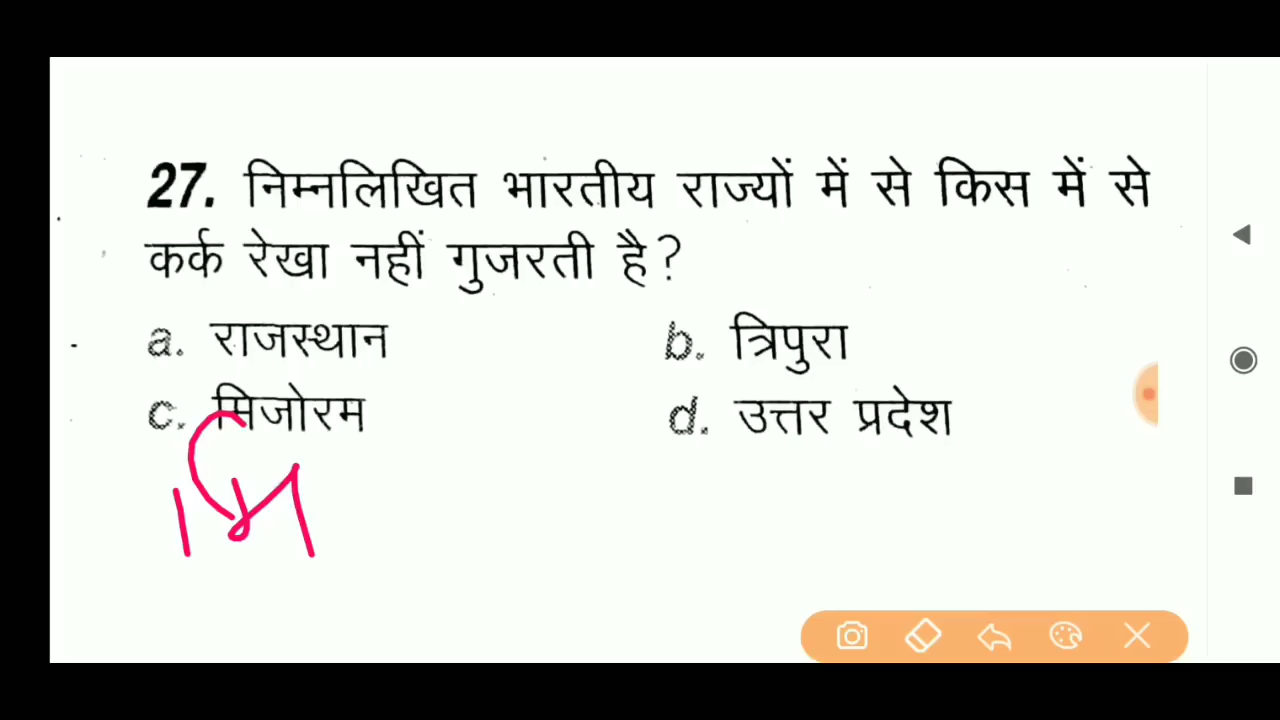 27. निम्नलिखित भारतीय राज्यों में से किस में से
कर्क रेखा नहीं गुजरती है?
a. राजस्थान b. त्रिपुरा
c. मिजोरम d. उत्तर प्रदेश
मि